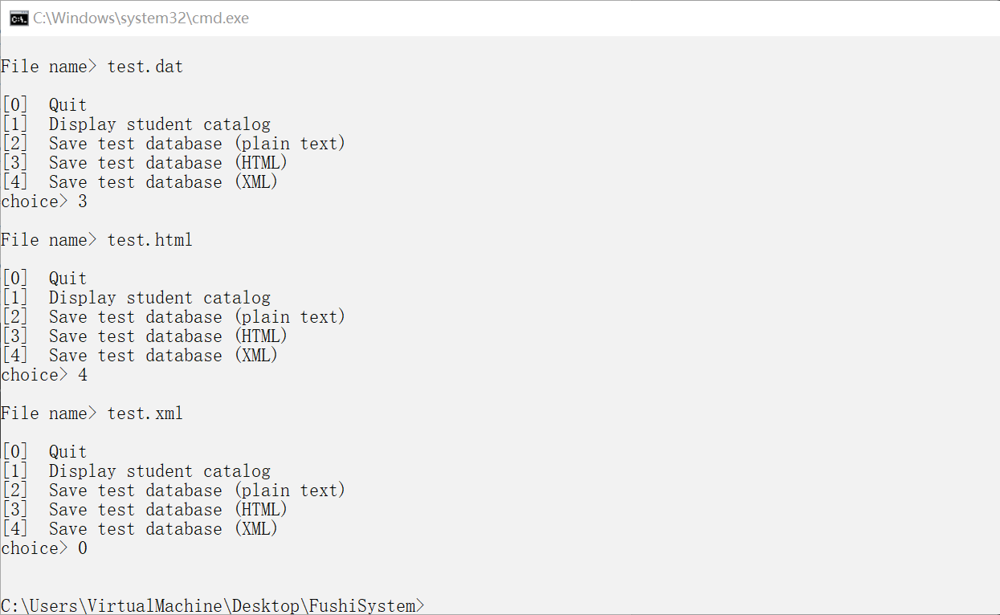 C:\Windows\system32\cmd.exe
File name> test.dat
[0]  Quit
[1]  Display student catalog
[2]  Save test database (plain text)
[3]  Save test database (HTML)
[4]  Save test database (XML)
choice> 3
File name> test.html
[0]  Quit
[1]  Display student catalog
[2]  Save test database (plain text)
[3]  Save test database (HTML)
[4]  Save test database (XML)
choice> 4
File name> test.xml
[0]  Quit
[1]  Display student catalog
[2]  Save test database (plain text)
[3]  Save test database (HTML)
[4]  Save test database (XML)
choice> 0
C:\Users\VirtualMachine\Desktop\FushiSystem>